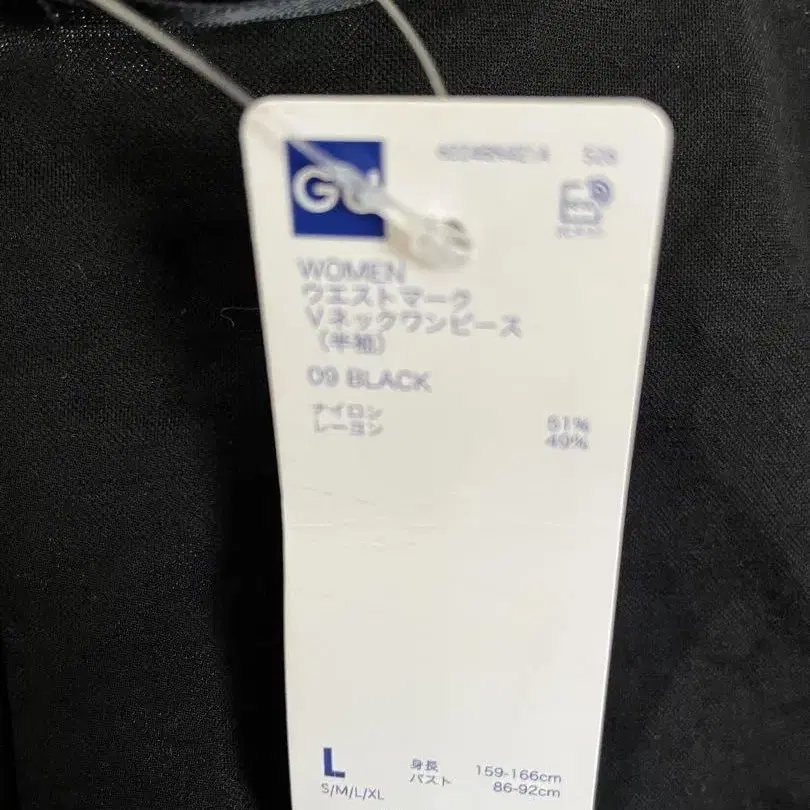 GU
WOMEN
ウエストマーク
Vネックワンピース
(半袖)
09 BLACK
ナイロン 51%
レーヨン 49%
L 身長 159-166cm
S/M/L/XL バスト 86-92cm